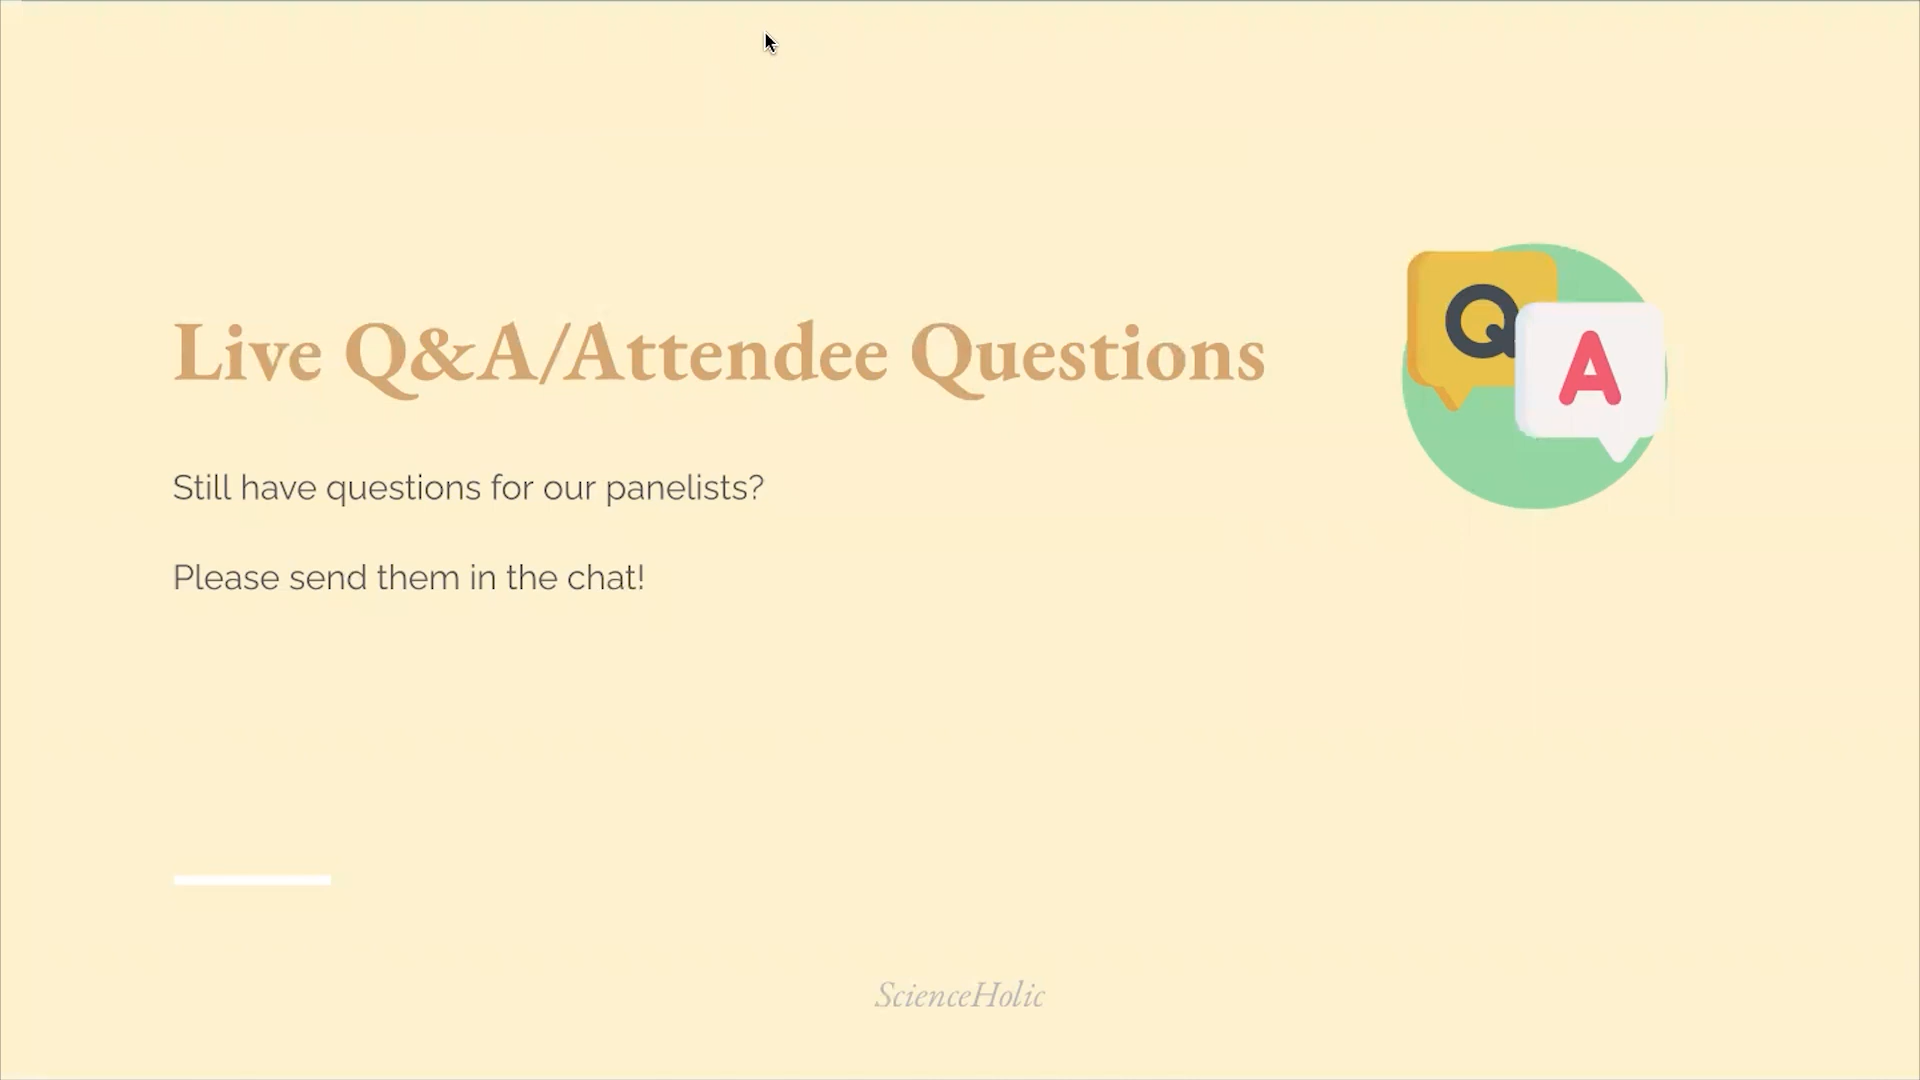 Live Q&A/Attendee Questions
Q
A
Still have questions for our panelists?
Please send them in the chat!
ScienceHolic